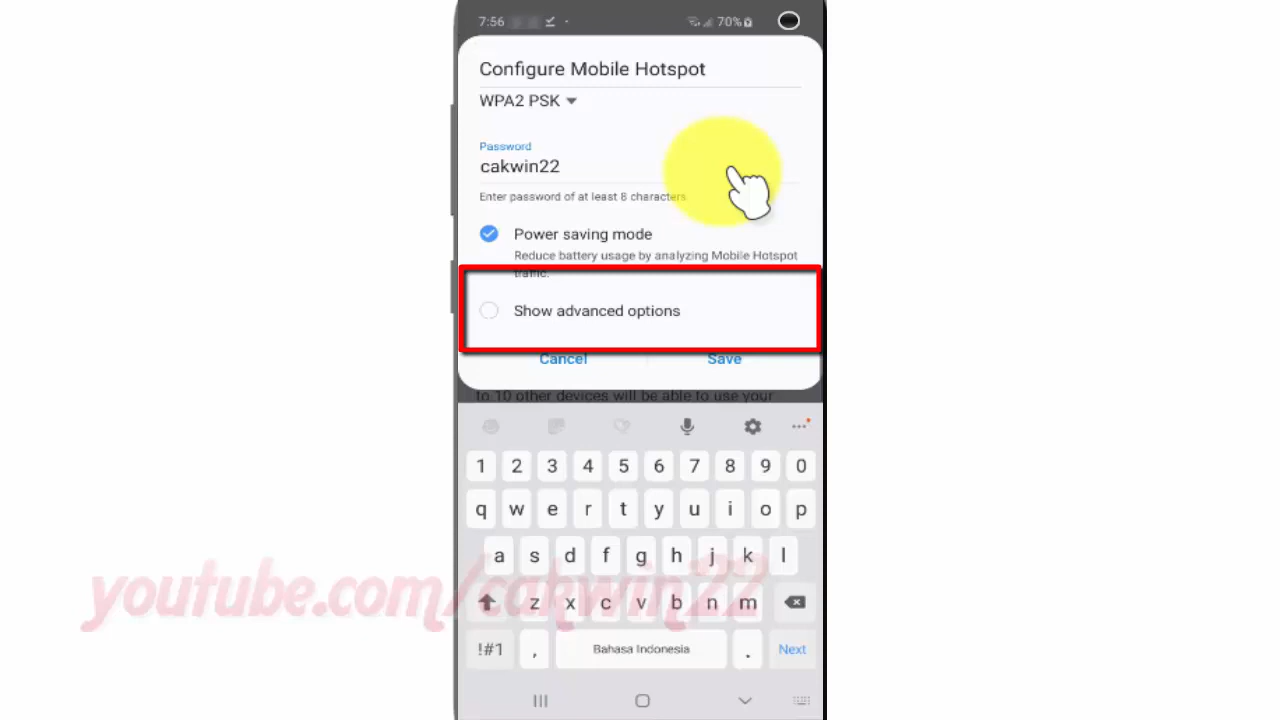 7:56
70%
Configure Mobile Hotspot
WPA2 PSK
Password
cakwin22
Enter password of at least 8 characters.
Power saving mode
Reduce battery usage by analyzing Mobile Hotspot
traffic.
Show advanced options
Cancel
Save
to 10 other devices will be able to use your
1 2 3 4 5 6 7 8 9 0
q w e r t y u i o p
a s d f g h j k l
youtube.com/cakwin22
z x c v b n m
!#1 , Bahasa Indonesia . Next